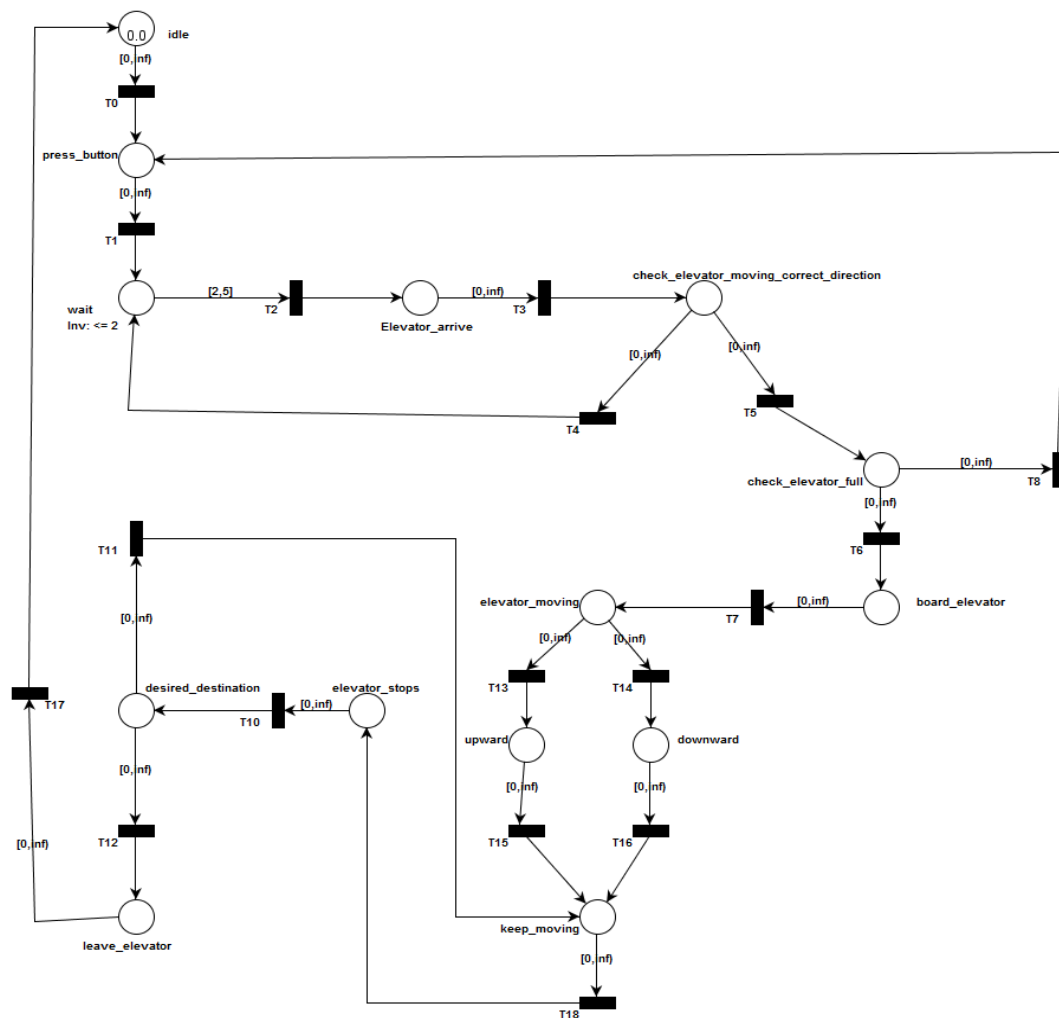 0.0
idle
[0,inf)
T0
press_button
[0,inf)
T1
check_elevator_moving_correct_direction
[2,5]
[0,inf)
wait
T2
T3
Inv: <= 2
Elevator_arrive
[0,inf)
[0,inf)
T4
T5
[0,inf)
check_elevator_full
T8
[0,inf)
T11
T6
elevator_moving
[0,inf)
board_elevator
[0,inf)
T7
[0,inf)
[0,inf)
T13
T14
desired_destination
elevator_stops
T17
[0,inf)
T10
upward
downward
[0,inf)
[0,inf)
[0,inf)
T12
[0,inf)
T15
T16
leave_elevator
keep_moving
[0,inf)
T18